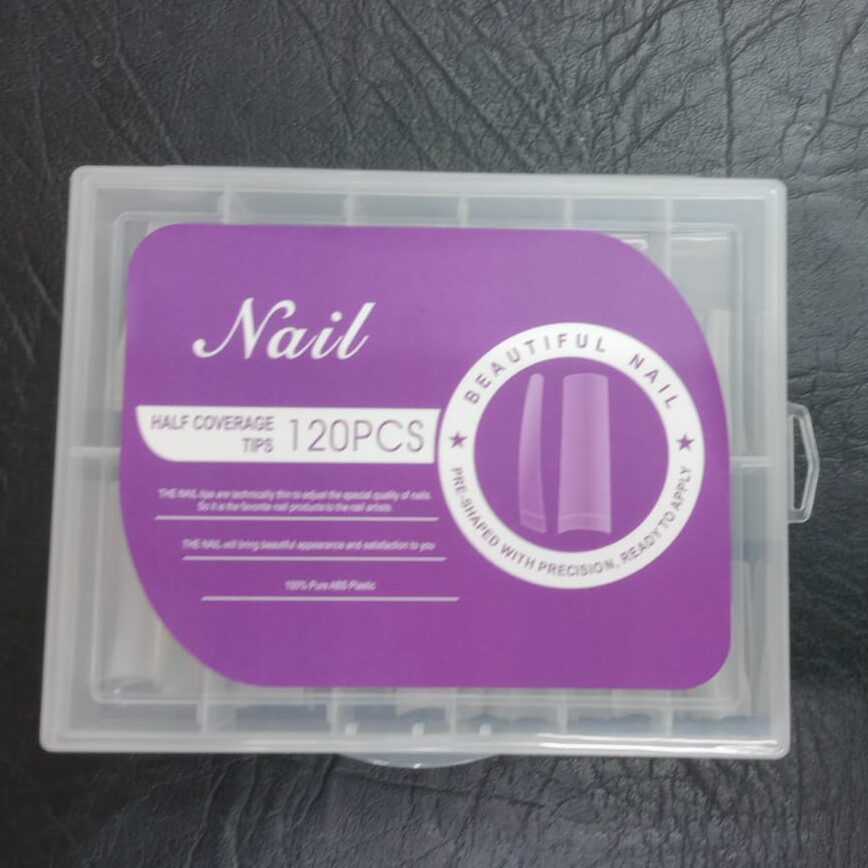 Nail
HALF COVERAGE
TIPS
120PCS
THE NAIL tips are technically thin to adjust the special quality of nails.
So it is the favorite nail products to the nail artists.
THE NAIL will bring beautiful appearance and satisfaction to you
100% Pure ABS Plastic
BEAUTIFUL NAIL
PRE-SHAPED WITH PRECISION, READY TO APPLY